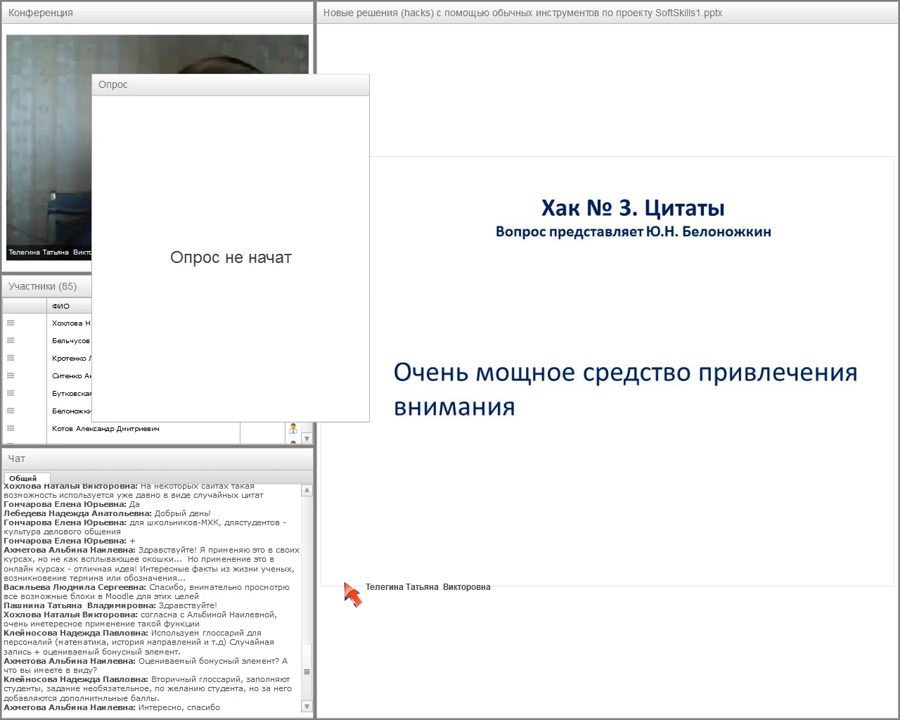 Конференция
Телегина Татьяна
Опрос
Опрос не начат
Участники (85)
ФИО
Хохлова
Бельчусов
Кротенко
Ситенко
Котов Александр Дмитриевич
Чат
Общий
Хохлова Наталья Викторовна: На некоторых сайтах такая
возможность используется уже давно в виде случайных цитат
Гончарова Елена Юрьевна: Да
Лебедева Надежда Анатольевна: Добрый день!
Гончарова Елена Юрьевна: для школьников-МХК, длястудентов -
культура делового общения
Гончарова Елена Юрьевна: +
Ахметова Альбина Наилевна: Здравствуйте! Я применяю это в своих
курсах, но не как всплывающее окошки... Но применение это в
онлайн курсах - отличная идея! Интересные факты из жизни ученых,
возникновение термина или обозначения...
Васильева Людмила Сергеевна: Спасибо, внимательно просмотрю
все возможные блоки в Moodle для этих целей
Пашнина Татьяна Владимировна: Здравствуйте!
Хохлова Наталья Викторовна: согласна с Альбиной Наилевной,
очень инетересное применение такой функции
Клейносова Надежда Павловна: Используем глоссарий для
персоналий (математика, история направлений и т.д) Случайная
запись + оцениваемый бонусный элемент.
Ахметова Альбина Наилевна: Оцениваемый бонусный элемент? А
что вы имеете в виду?
Клейносова Надежда Павловна: Вторичный глоссарий, заполняют
студенты, задание необязательное, по желанию студента, но за него
добавляются дополнитнльные баллы.
Ахметова Альбина Наилевна: Интересно, спасибо
Новые решения (hacks) с помощью обычных инструментов по проекту SoftSkills1.pptx
Хак № 3. Цитаты
Вопрос представляет Ю.Н. Белоножкин
Очень мощное средство привлечения
внимания
Телегина Татьяна Викторовна